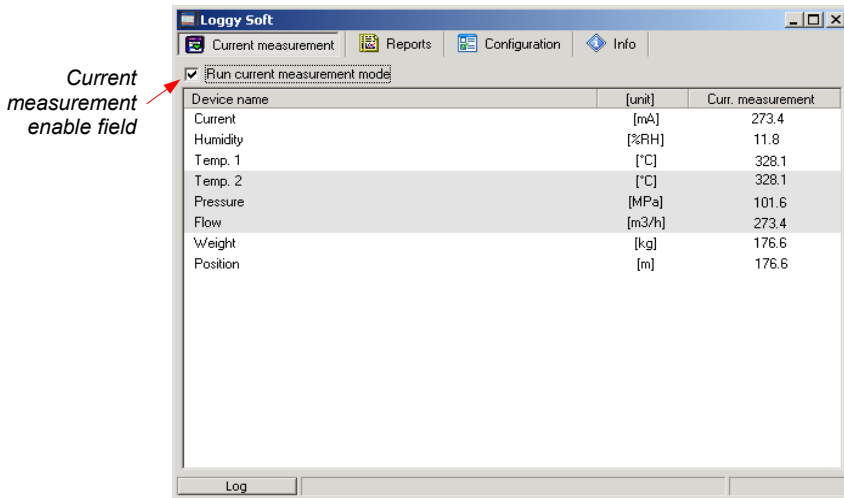 Loggy Soft
Current measurement Reports Configuration Info
Run current measurement mode
Current
measurement
enable field
Device name [unit] Curr. measurement
Current [mA] 273.4
Humidity [%RH] 11.8
Temp. 1 [°C] 328.1
Temp. 2 [°C] 328.1
Pressure [MPa] 101.6
Flow [m3/h] 273.4
Weight [kg] 176.6
Position [m] 176.6
Log